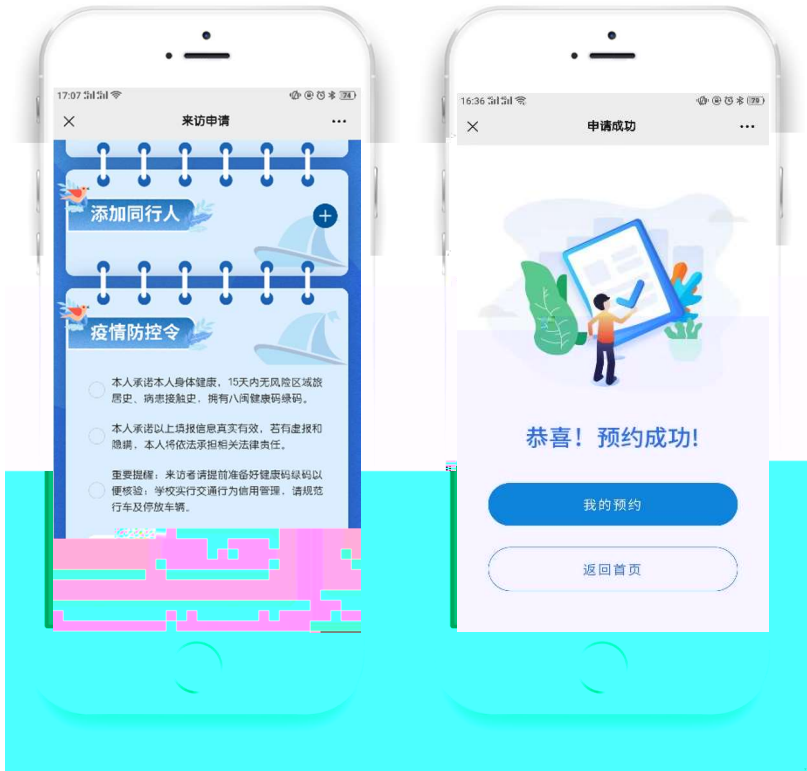 17:07
来访申请
添加同行人
疫情防控令
本人承诺本人身体健康，15天内无风险区域旅
居史、病患接触史，拥有八闽健康码绿码。
本人承诺以上填报信息真实有效，若有虚报和
隐瞒，本人将依法承担相关法律责任。
重要提醒：来访者请提前准备好健康码绿码以
便核验；学校实行交通行为信用管理，请规范
行车及停放车辆。
16:36
申请成功
恭喜！预约成功!
我的预约
返回首页